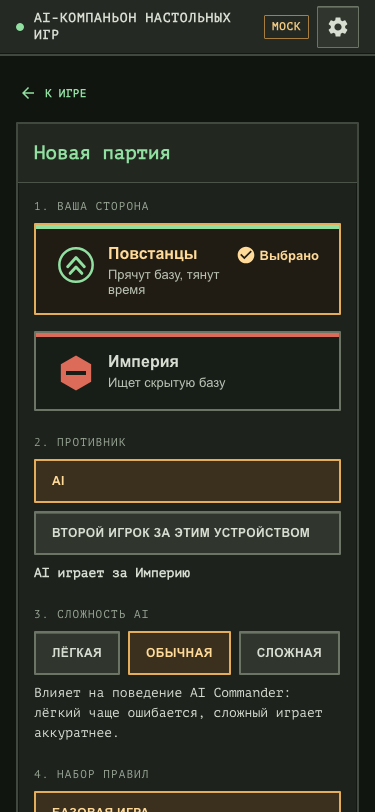 AI-КОМПАНЬОН НАСТОЛЬНЫХ
ИГР
МОСК
К ИГРЕ
Новая партия
1. ВАША СТОРОНА
Повстанцы
Выбрано
Прячут базу, тянут
время
Империя
Ищет скрытую базу
2. ПРОТИВНИК
AI
ВТОРОЙ ИГРОК ЗА ЭТИМ УСТРОЙСТВОМ
AI играет за Империю
3. СЛОЖНОСТЬ AI
ЛЁГКАЯ
ОБЫЧНАЯ
СЛОЖНАЯ
Влияет на поведение AI Commander:
лёгкий чаще ошибается, сложный играет
аккуратнее.
4. НАБОР ПРАВИЛ
БАЗОВАЯ ИГРА